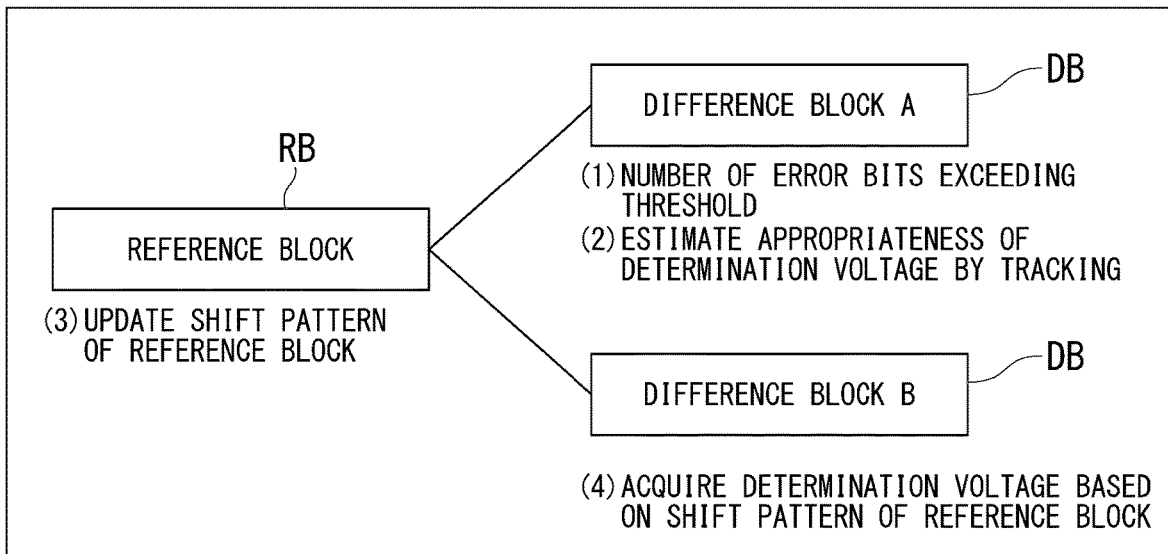 DIFFERENCE BLOCK A
DB
(1) NUMBER OF ERROR BITS EXCEEDING
THRESHOLD
(2) ESTIMATE APPROPRIATENESS OF
DETERMINATION VOLTAGE BY TRACKING
RB
REFERENCE BLOCK
(3) UPDATE SHIFT PATTERN
OF REFERENCE BLOCK
DIFFERENCE BLOCK B
DB
(4) ACQUIRE DETERMINATION VOLTAGE BASED
ON SHIFT PATTERN OF REFERENCE BLOCK